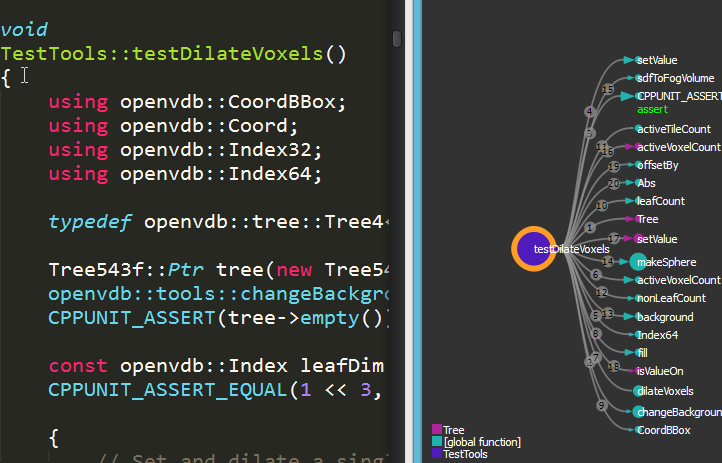 void
TestTools::testDilateVoxels()
{
using openvdb::CoordBBox;
using openvdb::Coord;
using openvdb::Index32;
using openvdb::Index64;
typedef openvdb::tree::Tree4<
Tree543f::Ptr tree(new Tree54
openvdb::tools::changeBackgro
CPPUNIT_ASSERT(tree->empty())
const openvdb::Index leafDim
CPPUNIT_ASSERT_EQUAL(1 << 3,
{
// Set and dilate a singl
setValue
sdfToFogVolume
15
CPPUNIT_ASSERT
4
assert
3
activeTileCount
11
activeVoxelCount
16
offsetBy
19
Abs
20
leafCount
10
Tree
1
setValue
17
testDilateVoxels
makeSphere
14
activeVoxelCount
6
nonLeafCount
12
background
5
13
Index64
8
fill
2
7
isValueOn
18
dilateVoxels
changeBackground
9
CoordBBox
Tree
[global function]
TestTools